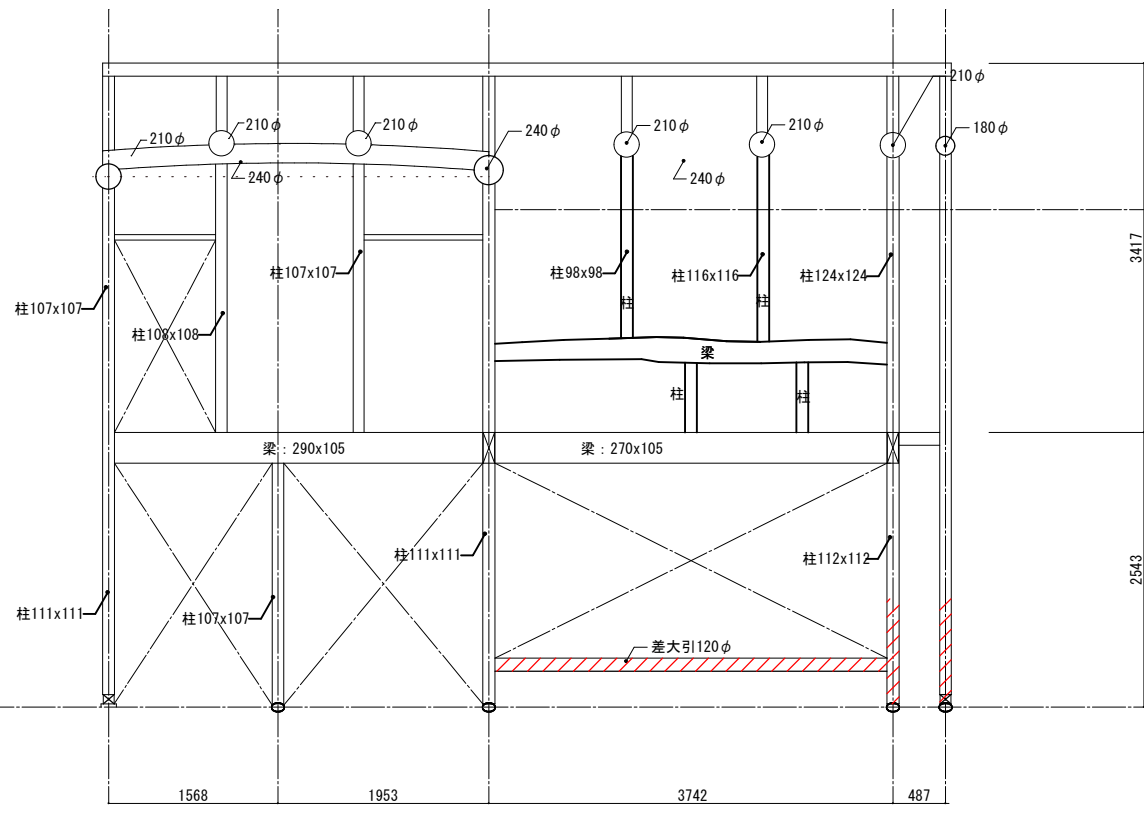 210φ
210φ
210φ
210φ
240φ
210φ
210φ
180φ
240φ
240φ
3417
柱107x107
柱98x98
柱116x116
柱124x124
柱107x107
柱
柱
柱108x108
梁
柱
柱
梁：290x105
梁：270x105
柱111x111
柱112x112
2543
柱111x111
柱107x107
差大引120φ
1568
1953
3742
487